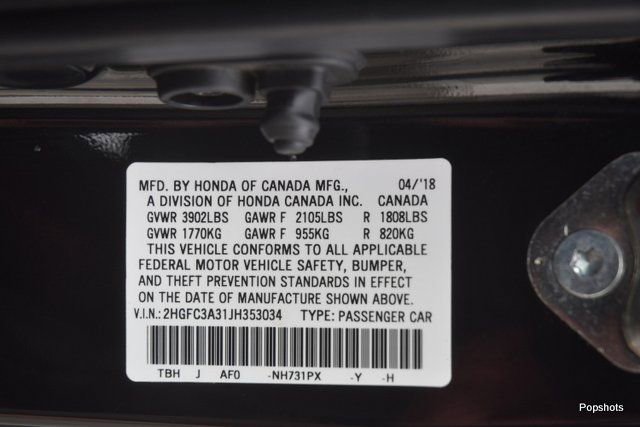 MFD. BY HONDA OF CANADA MFG., 04/'18
A DIVISION OF HONDA CANADA INC. CANADA
GVWR 3902LBS GAWR F 2105LBS R 1808LBS
GVWR 1770KG GAWR F 955KG R 820KG
THIS VEHICLE CONFORMS TO ALL APPLICABLE
FEDERAL MOTOR VEHICLE SAFETY, BUMPER,
AND THEFT PREVENTION STANDARDS IN EFFECT
ON THE DATE OF MANUFACTURE SHOWN ABOVE.
V.I.N.: 2HGFC3A31JH353034 TYPE: PASSENGER CAR
TBH J AF0 -NH731PX -Y -H
Popshots